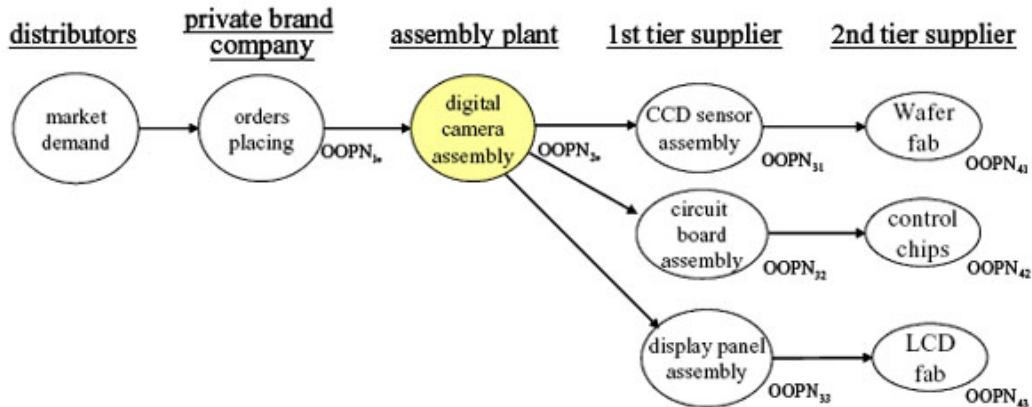 distributors
private brand
company
assembly plant
1st tier supplier
2nd tier supplier
market
demand
orders
placing
OOPN1*
digital
camera
assembly
OOPN2*
CCD sensor
assembly
OOPN31
Wafer
fab
OOPN41
circuit
board
assembly
OOPN32
control
chips
OOPN42
display panel
assembly
OOPN33
LCD
fab
OOPN43